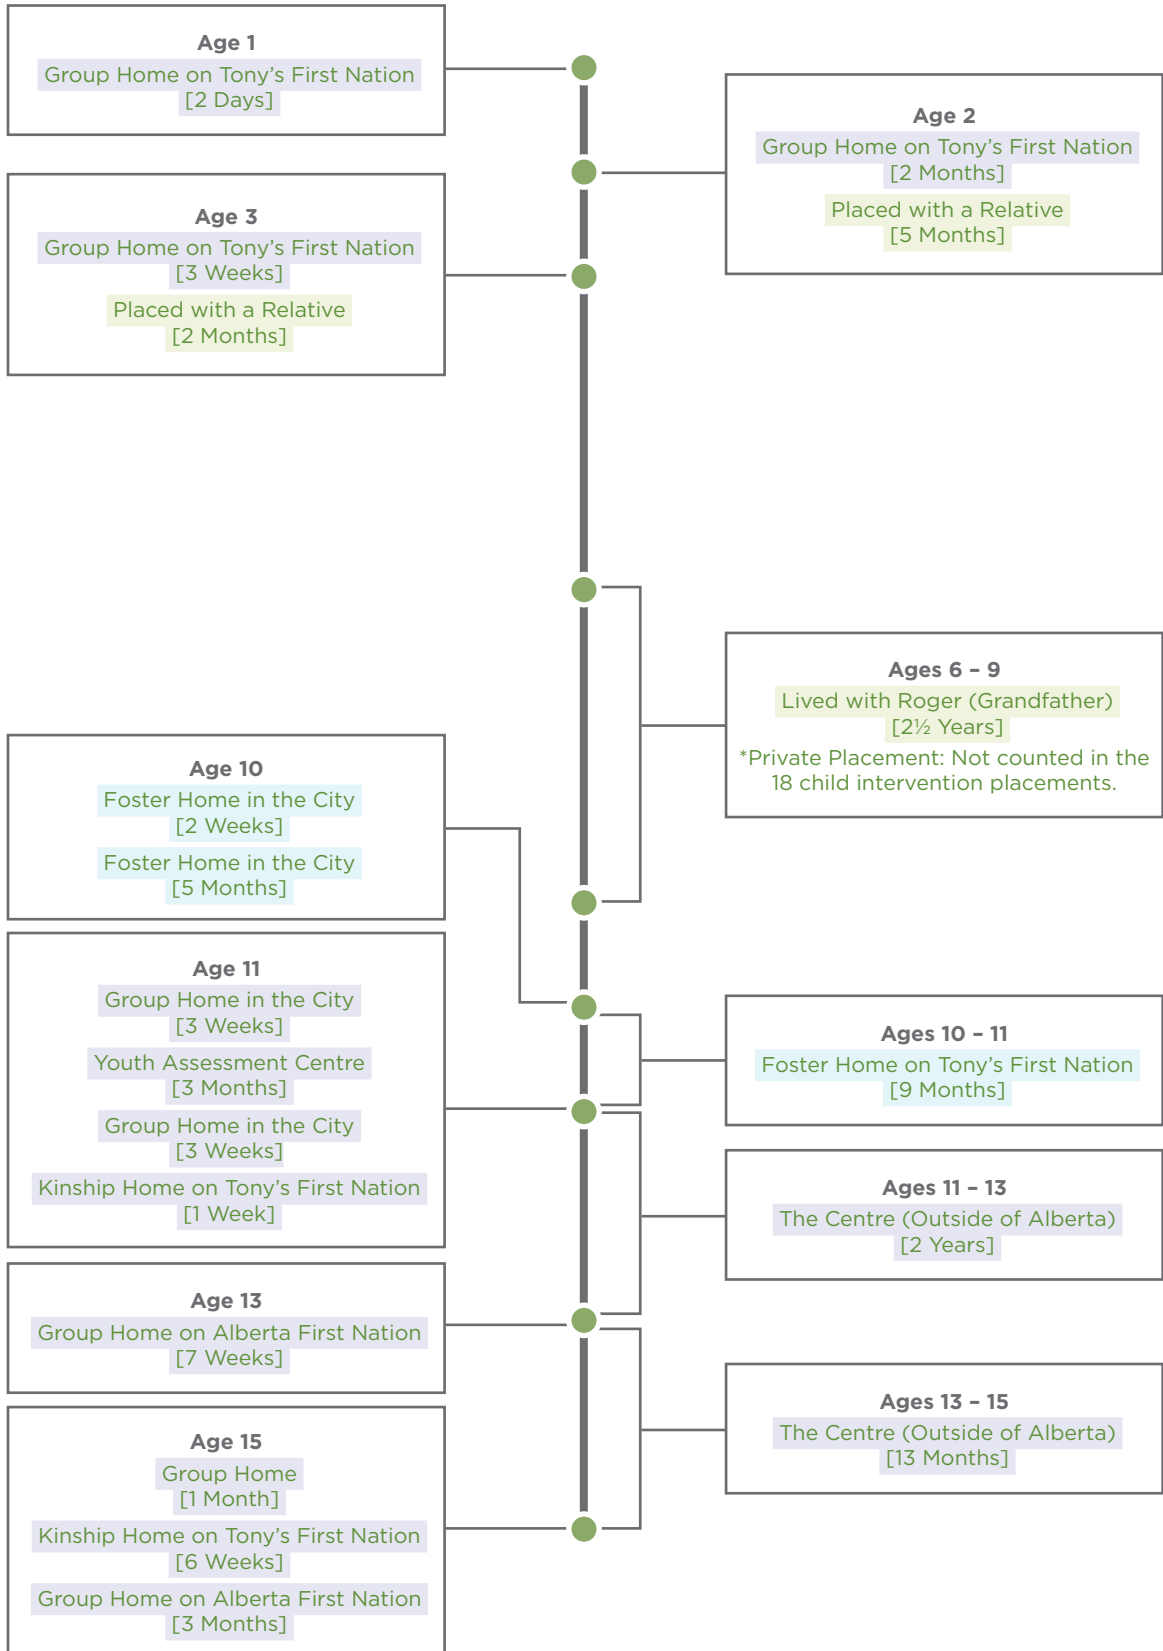 Age 1
Group Home on Tony’s First Nation
[2 Days]
Age 2
Group Home on Tony’s First Nation
[2 Months]
Placed with a Relative
[5 Months]
Age 3
Group Home on Tony’s First Nation
[3 Weeks]
Placed with a Relative
[2 Months]
Ages 6 – 9
Lived with Roger (Grandfather)
[2½ Years]
*Private Placement: Not counted in the
18 child intervention placements.
Age 10
Foster Home in the City
[2 Weeks]
Foster Home in the City
[5 Months]
Ages 10 – 11
Foster Home on Tony’s First Nation
[9 Months]
Age 11
Group Home in the City
[3 Weeks]
Youth Assessment Centre
[3 Months]
Group Home in the City
[3 Weeks]
Kinship Home on Tony’s First Nation
[1 Week]
Ages 11 – 13
The Centre (Outside of Alberta)
[2 Years]
Age 13
Group Home on Alberta First Nation
[7 Weeks]
Ages 13 – 15
The Centre (Outside of Alberta)
[13 Months]
Age 15
Group Home
[1 Month]
Kinship Home on Tony’s First Nation
[6 Weeks]
Group Home on Alberta First Nation
[3 Months]